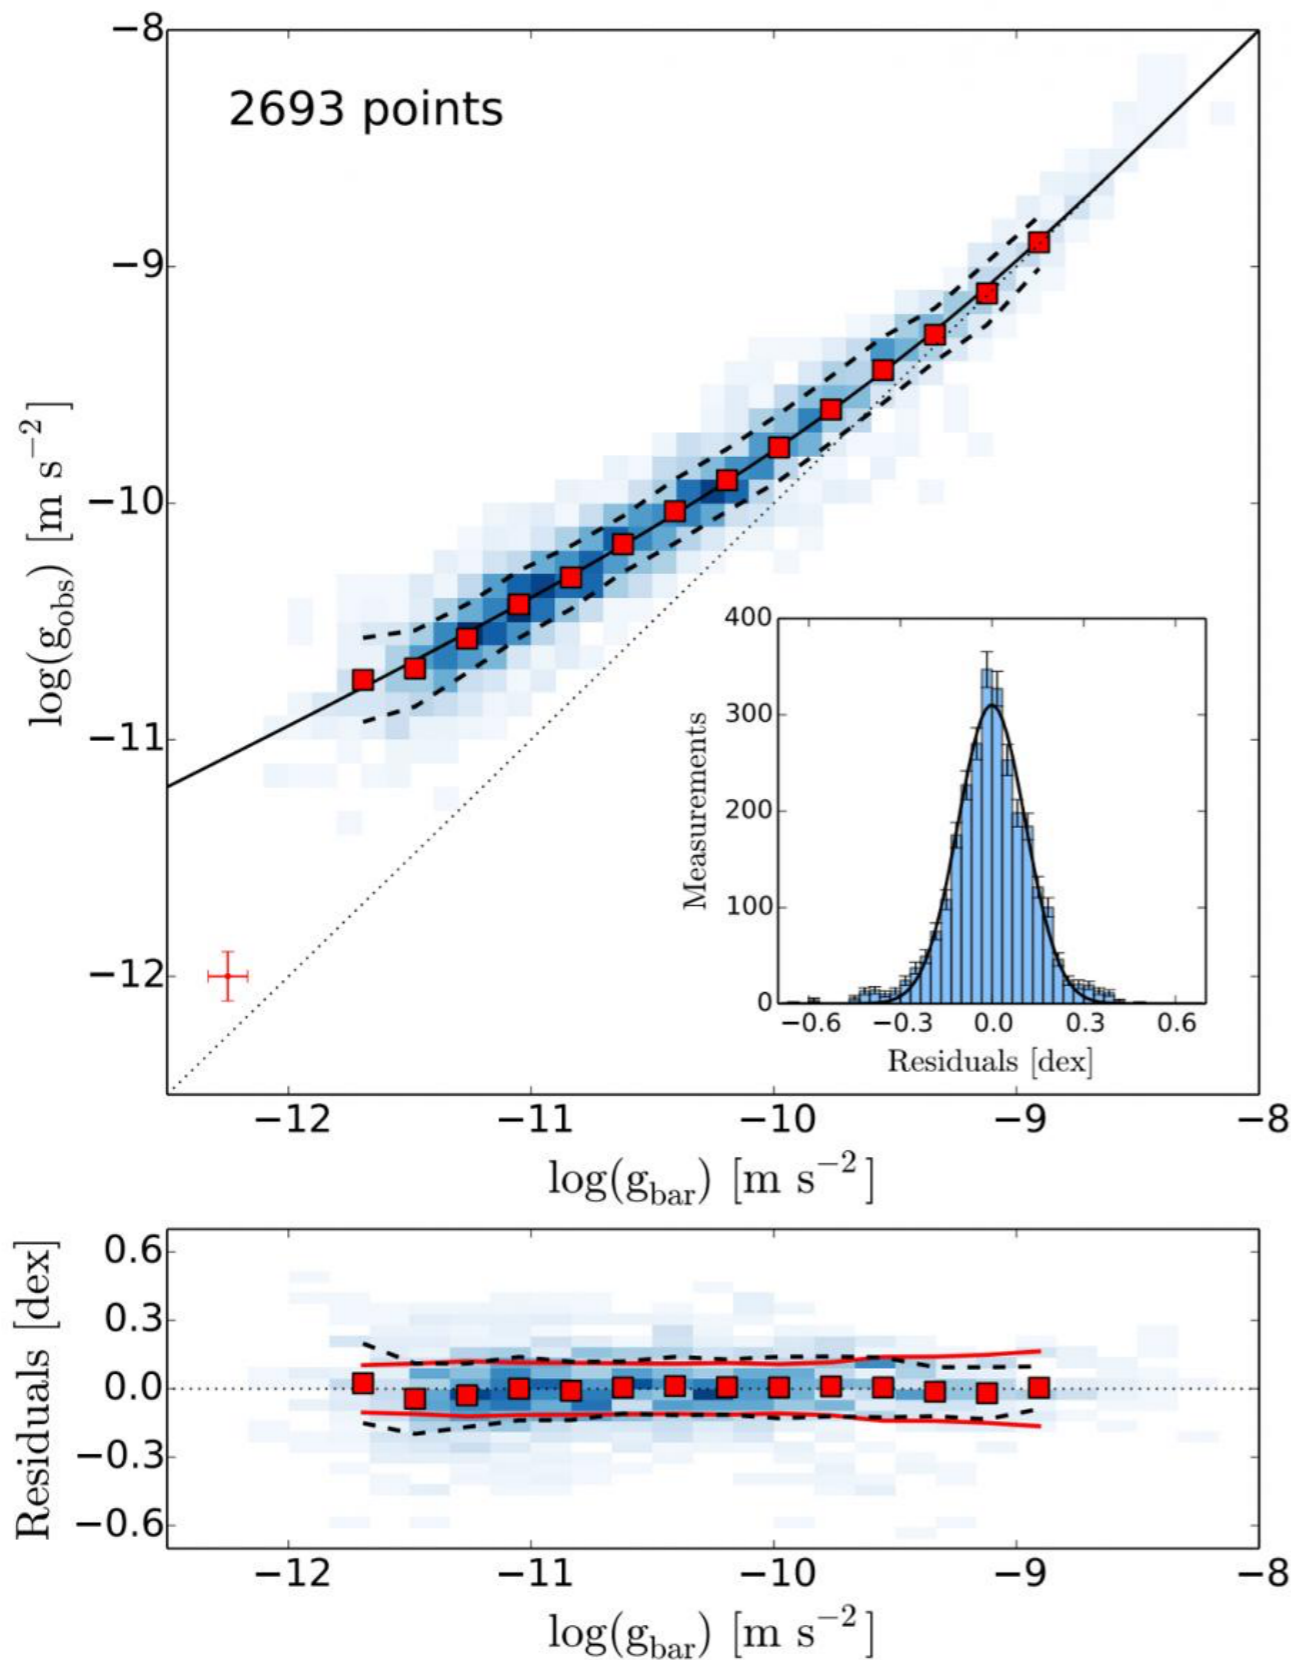 2693 points
−8
−9
−10
−11
−12
log(g_obs) [m s⁻²]
400
300
200
100
0
Measurements
−0.6 −0.3 0.0 0.3 0.6
Residuals [dex]
−12 −11 −10 −9 −8
log(g_bar) [m s⁻²]
0.6
0.3
0.0
−0.3
−0.6
Residuals [dex]
−12 −11 −10 −9 −8
log(g_bar) [m s⁻²]